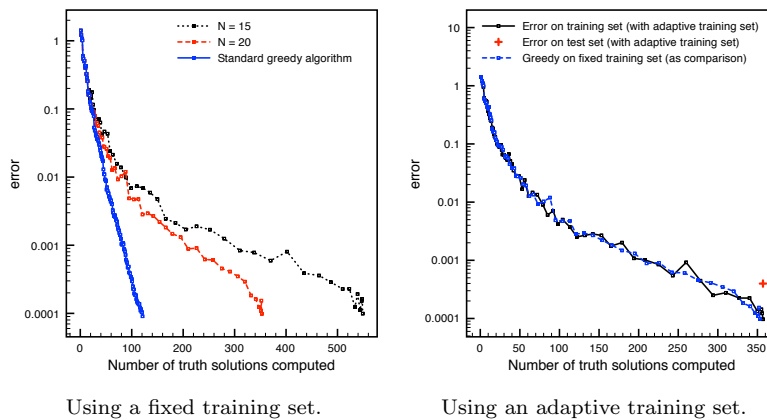 N = 15
N = 20
Standard greedy algorithm
1
0.1
0.01
0.001
0.0001
error
0 100 200 300 400 500
Number of truth solutions computed
Using a fixed training set.
Error on training set (with adaptive training set)
Error on test set (with adaptive training set)
Greedy on fixed training set (as comparison)
10
1
0.1
0.01
0.001
0.0001
error
0 50 100 150 200 250 300 350
Number of truth solutions computed
Using an adaptive training set.